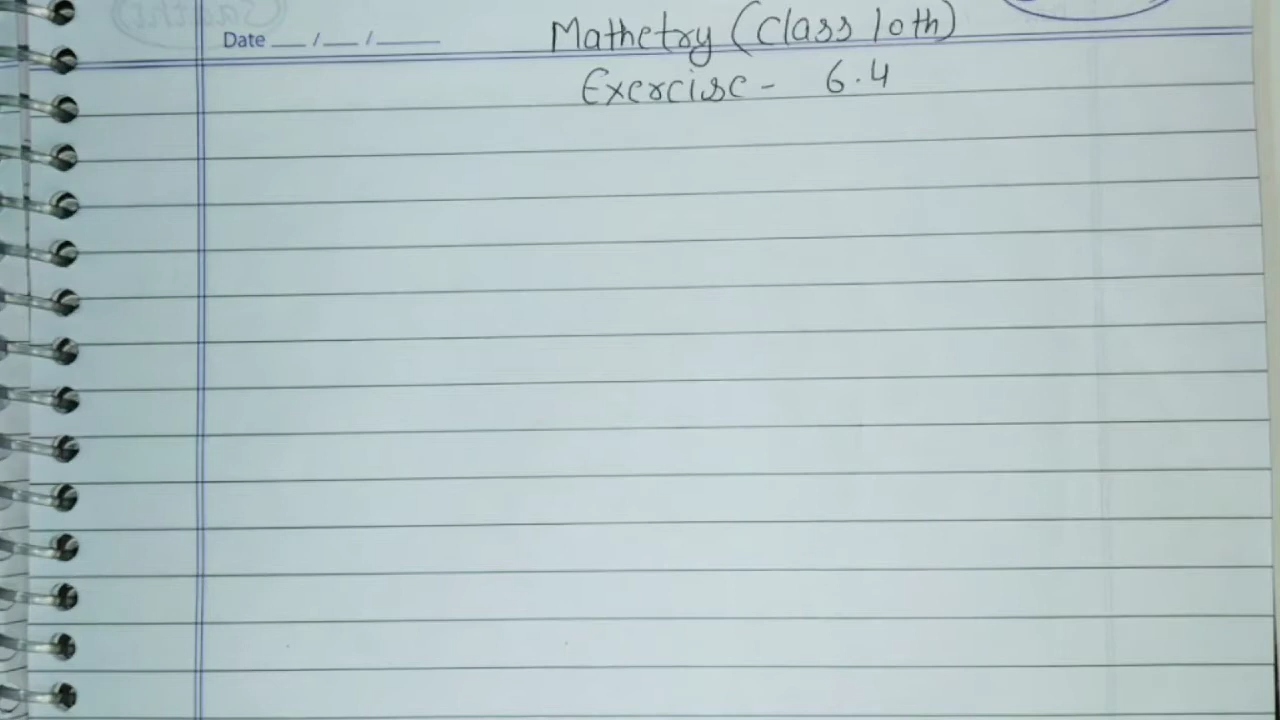 Mathetry (Class 10th)
Date __ /__ /____
Exercise - 6.4